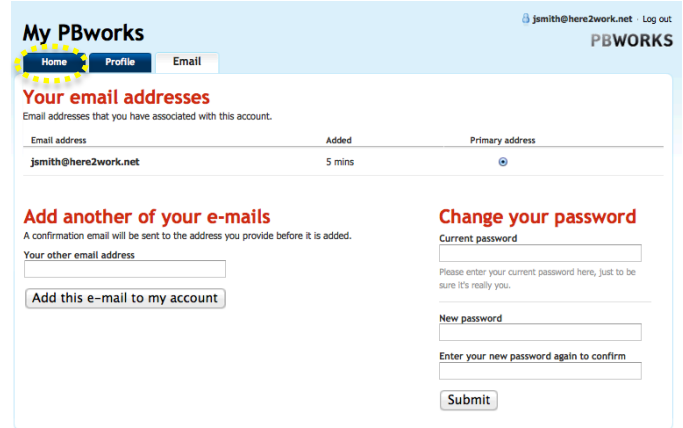 jsmith@here2work.net · Log out
My PBworks
PBWORKS
Home Profile Email
Your email addresses
Email addresses that you have associated with this account.
Email address Added Primary address
jsmith@here2work.net 5 mins
Add another of your e-mails
A confirmation email will be sent to the address you provide before it is added.
Your other email address
Add this e-mail to my account
Change your password
Current password
Please enter your current password here, just to
be sure it's really you.
New password
Enter your new password again to confirm
Submit